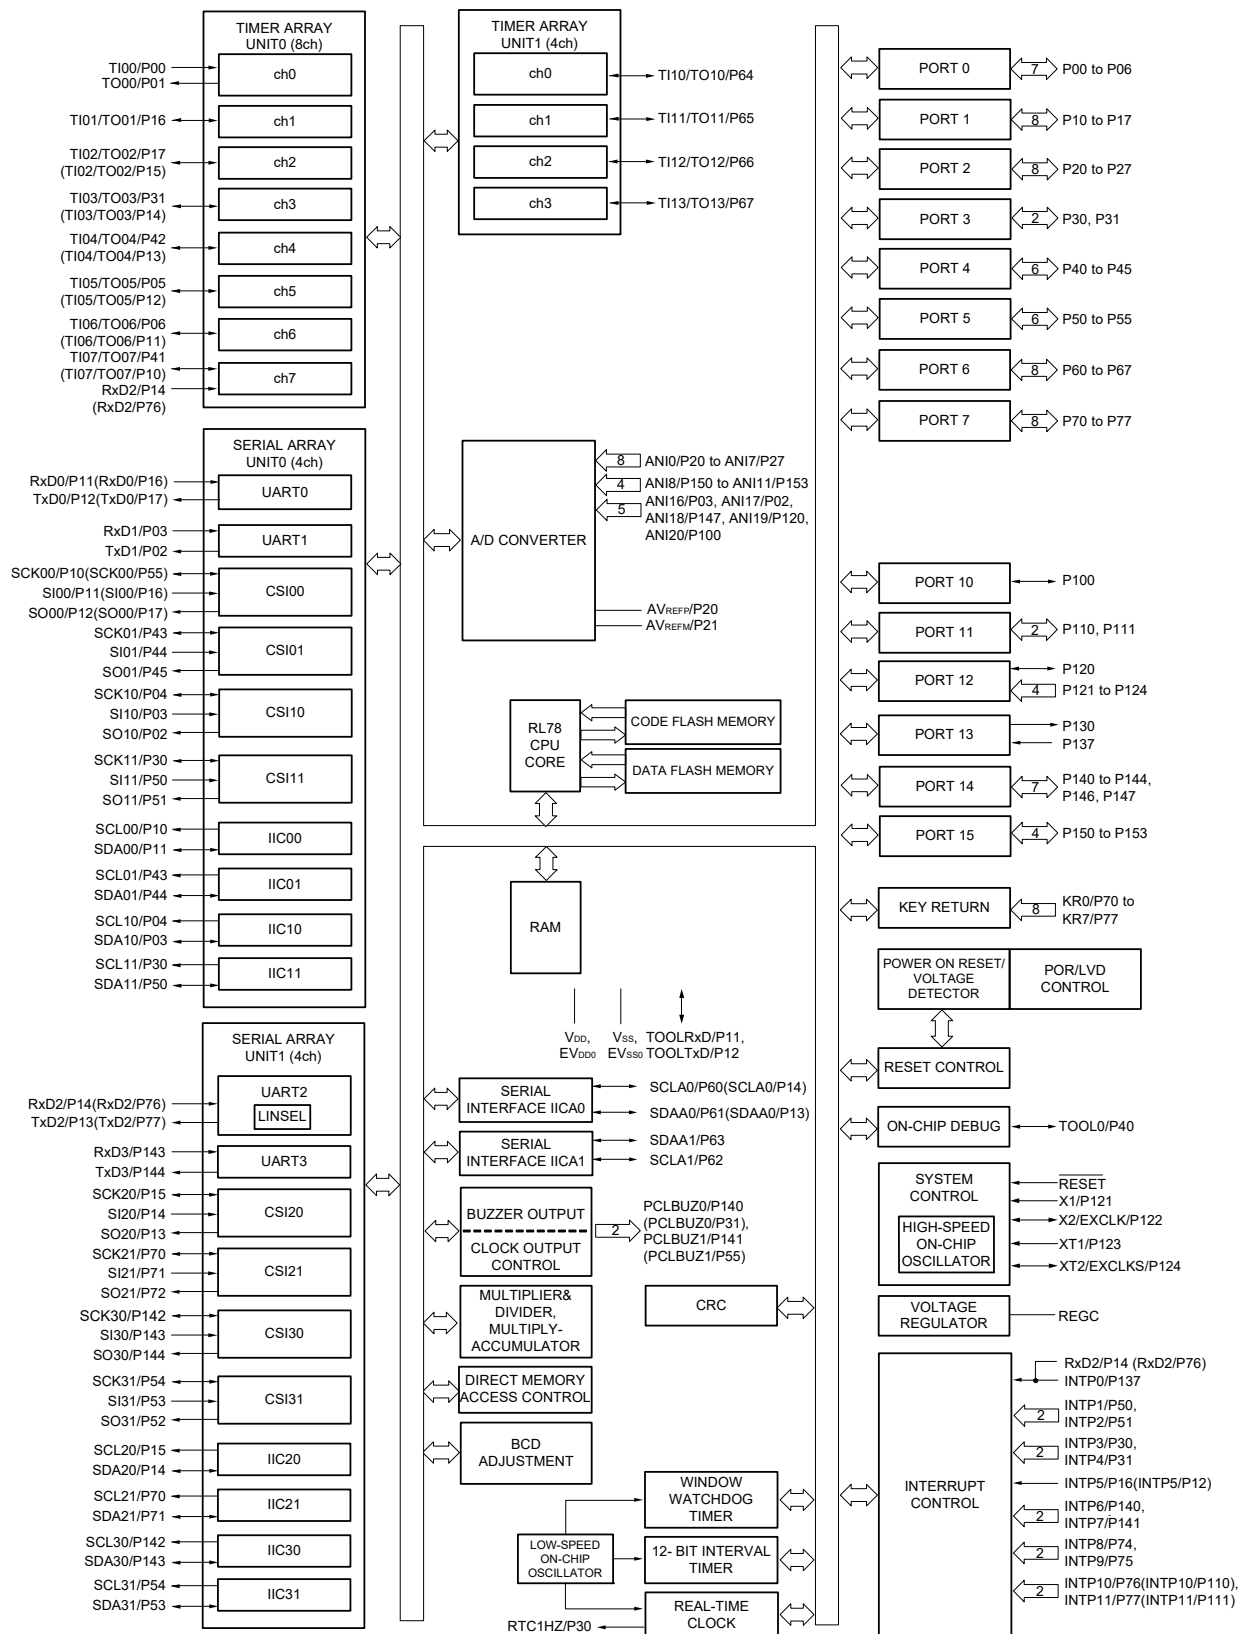 TIMER ARRAY
UNIT0 (8ch)
TI00/P00
TO00/P01
ch0
TI01/TO01/P16
ch1
TI02/TO02/P17
(TI02/TO02/P15)
ch2
TI03/TO03/P31
(TI03/TO03/P14)
ch3
TI04/TO04/P42
(TI04/TO04/P13)
ch4
TI05/TO05/P05
(TI05/TO05/P12)
ch5
TI06/TO06/P06
(TI06/TO06/P11)
ch6
TI07/TO07/P41
(TI07/TO07/P10)
RxD2/P14
(RxD2/P76)
ch7
SERIAL ARRAY
UNIT0 (4ch)
RxD0/P11(RxD0/P16)
TxD0/P12(TxD0/P17)
UART0
RxD1/P03
TxD1/P02
UART1
SCK00/P10(SCK00/P55)
SI00/P11(SI00/P16)
SO00/P12(SO00/P17)
CSI00
SCK01/P43
SI01/P44
SO01/P45
CSI01
SCK10/P04
SI10/P03
SO10/P02
CSI10
SCK11/P30
SI11/P50
SO11/P51
CSI11
SCL00/P10
SDA00/P11
IIC00
SCL01/P43
SDA01/P44
IIC01
SCL10/P04
SDA10/P03
IIC10
SCL11/P30
SDA11/P50
IIC11
SERIAL ARRAY
UNIT1 (4ch)
UART2
LINSEL
RxD2/P14(RxD2/P76)
TxD2/P13(TxD2/P77)
RxD3/P143
TxD3/P144
UART3
SCK20/P15
SI20/P14
SO20/P13
CSI20
SCK21/P70
SI21/P71
SO21/P72
CSI21
SCK30/P142
SI30/P143
SO30/P144
CSI30
SCK31/P54
SI31/P53
SO31/P52
CSI31
SCL20/P15
SDA20/P14
IIC20
SCL21/P70
SDA21/P71
IIC21
SCL30/P142
SDA30/P143
IIC30
SCL31/P54
SDA31/P53
IIC31
TIMER ARRAY
UNIT1 (4ch)
ch0
TI10/TO10/P64
ch1
TI11/TO11/P65
ch2
TI12/TO12/P66
ch3
TI13/TO13/P67
A/D CONVERTER
8 ANI0/P20 to ANI7/P27
4 ANI8/P150 to ANI11/P153
5 ANI16/P03, ANI17/P02,
ANI18/P147, ANI19/P120,
ANI20/P100
AVREFP/P20
AVREFM/P21
RL78
CPU
CORE
CODE FLASH MEMORY
DATA FLASH MEMORY
RAM
VDD,
EVDD0
VSS,
EVSS0
TOOLRxD/P11,
TOOLTxD/P12
SERIAL
INTERFACE IICA0
SCLA0/P60(SCLA0/P14)
SDAA0/P61(SDAA0/P13)
SERIAL
INTERFACE IICA1
SDAA1/P63
SCLA1/P62
BUZZER OUTPUT
CLOCK OUTPUT
CONTROL
2
PCLBUZ0/P140
(PCLBUZ0/P31),
PCLBUZ1/P141
(PCLBUZ1/P55)
MULTIPLIER&
DIVIDER,
MULTIPLY-
ACCUMULATOR
CRC
DIRECT MEMORY
ACCESS CONTROL
BCD
ADJUSTMENT
WINDOW
WATCHDOG
TIMER
LOW-SPEED
ON-CHIP
OSCILLATOR
12- BIT INTERVAL
TIMER
REAL-TIME
CLOCK
RTC1HZ/P30
PORT 0
7 P00 to P06
PORT 1
8 P10 to P17
PORT 2
8 P20 to P27
PORT 3
2 P30, P31
PORT 4
6 P40 to P45
PORT 5
6 P50 to P55
PORT 6
8 P60 to P67
PORT 7
8 P70 to P77
PORT 10
P100
PORT 11
2 P110, P111
PORT 12
P120
4 P121 to P124
PORT 13
P130
P137
PORT 14
7 P140 to P144,
P146, P147
PORT 15
4 P150 to P153
KEY RETURN
8 KR0/P70 to
KR7/P77
POWER ON RESET/
VOLTAGE
DETECTOR
POR/LVD
CONTROL
RESET CONTROL
ON-CHIP DEBUG
TOOL0/P40
SYSTEM
CONTROL
HIGH-SPEED
ON-CHIP
OSCILLATOR
RESET
X1/P121
X2/EXCLK/P122
XT1/P123
XT2/EXCLKS/P124
VOLTAGE
REGULATOR
REGC
INTERRUPT
CONTROL
RxD2/P14 (RxD2/P76)
INTP0/P137
2 INTP1/P50,
INTP2/P51
2 INTP3/P30,
INTP4/P31
INTP5/P16(INTP5/P12)
2 INTP6/P140,
INTP7/P141
2 INTP8/P74,
INTP9/P75
2 INTP10/P76(INTP10/P110),
INTP11/P77(INTP11/P111)